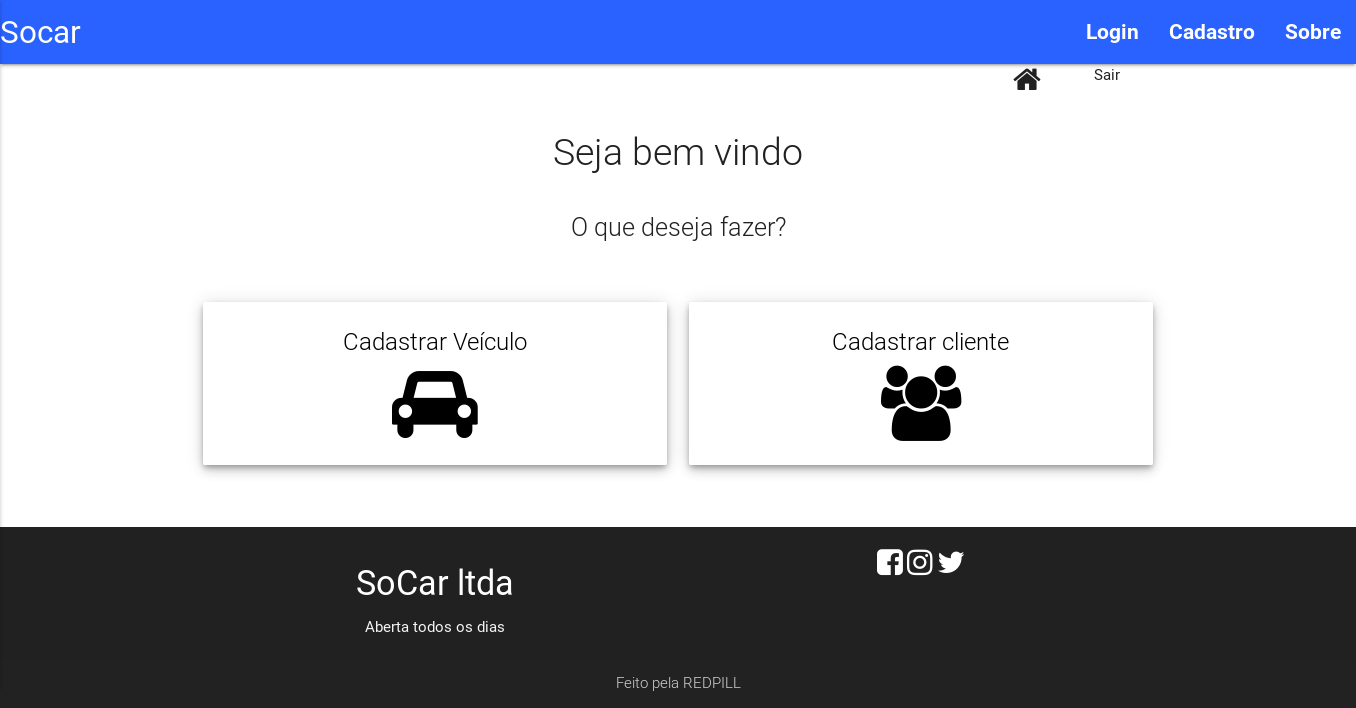 Socar
Login Cadastro Sobre
Sair
Seja bem vindo
O que deseja fazer?
Cadastrar Veículo
Cadastrar cliente
SoCar ltda
Aberta todos os dias
Feito pela REDPILL